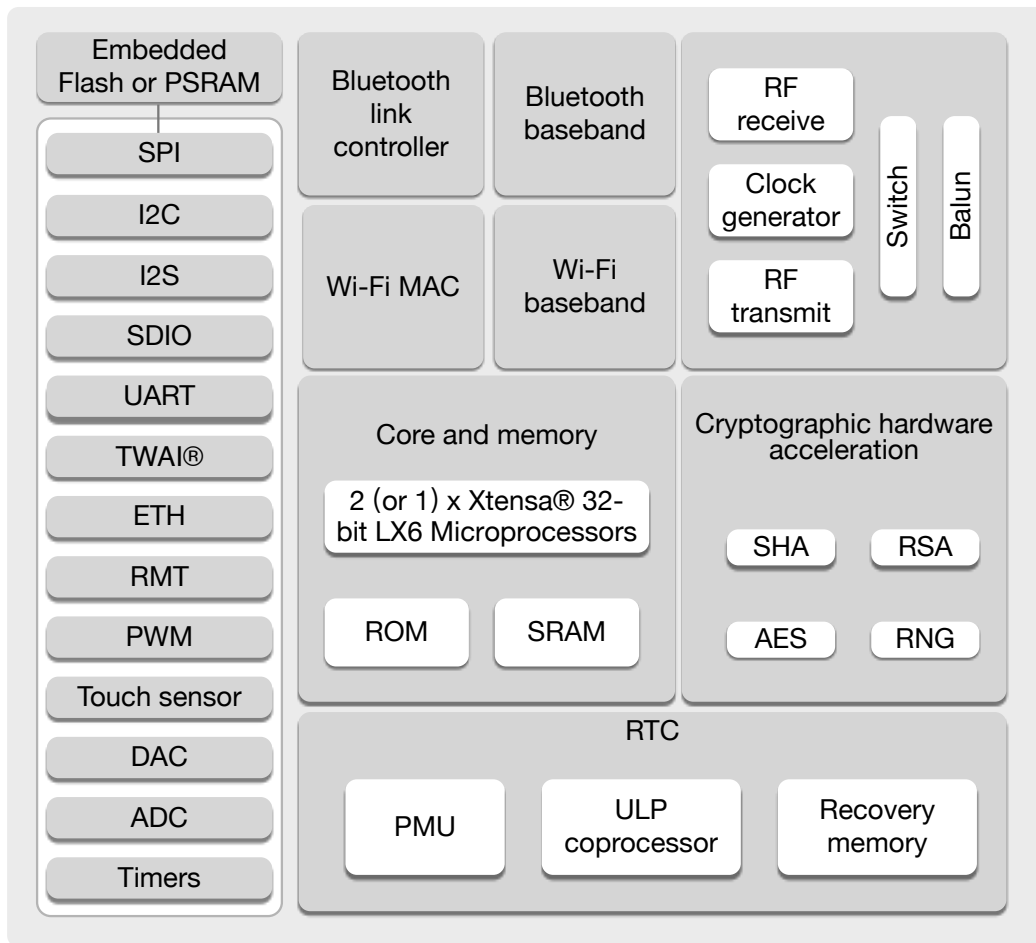 Embedded
Flash or PSRAM
SPI
I2C
I2S
SDIO
UART
TWAI®
ETH
RMT
PWM
Touch sensor
DAC
ADC
Timers
Bluetooth
link
controller
Bluetooth
baseband
Wi-Fi MAC
Wi-Fi
baseband
RF
receive
Clock
generator
RF
transmit
Switch
Balun
Core and memory
2 (or 1) x Xtensa® 32-
bit LX6 Microprocessors
ROM
SRAM
Cryptographic hardware
acceleration
SHA
RSA
AES
RNG
RTC
PMU
ULP
coprocessor
Recovery
memory